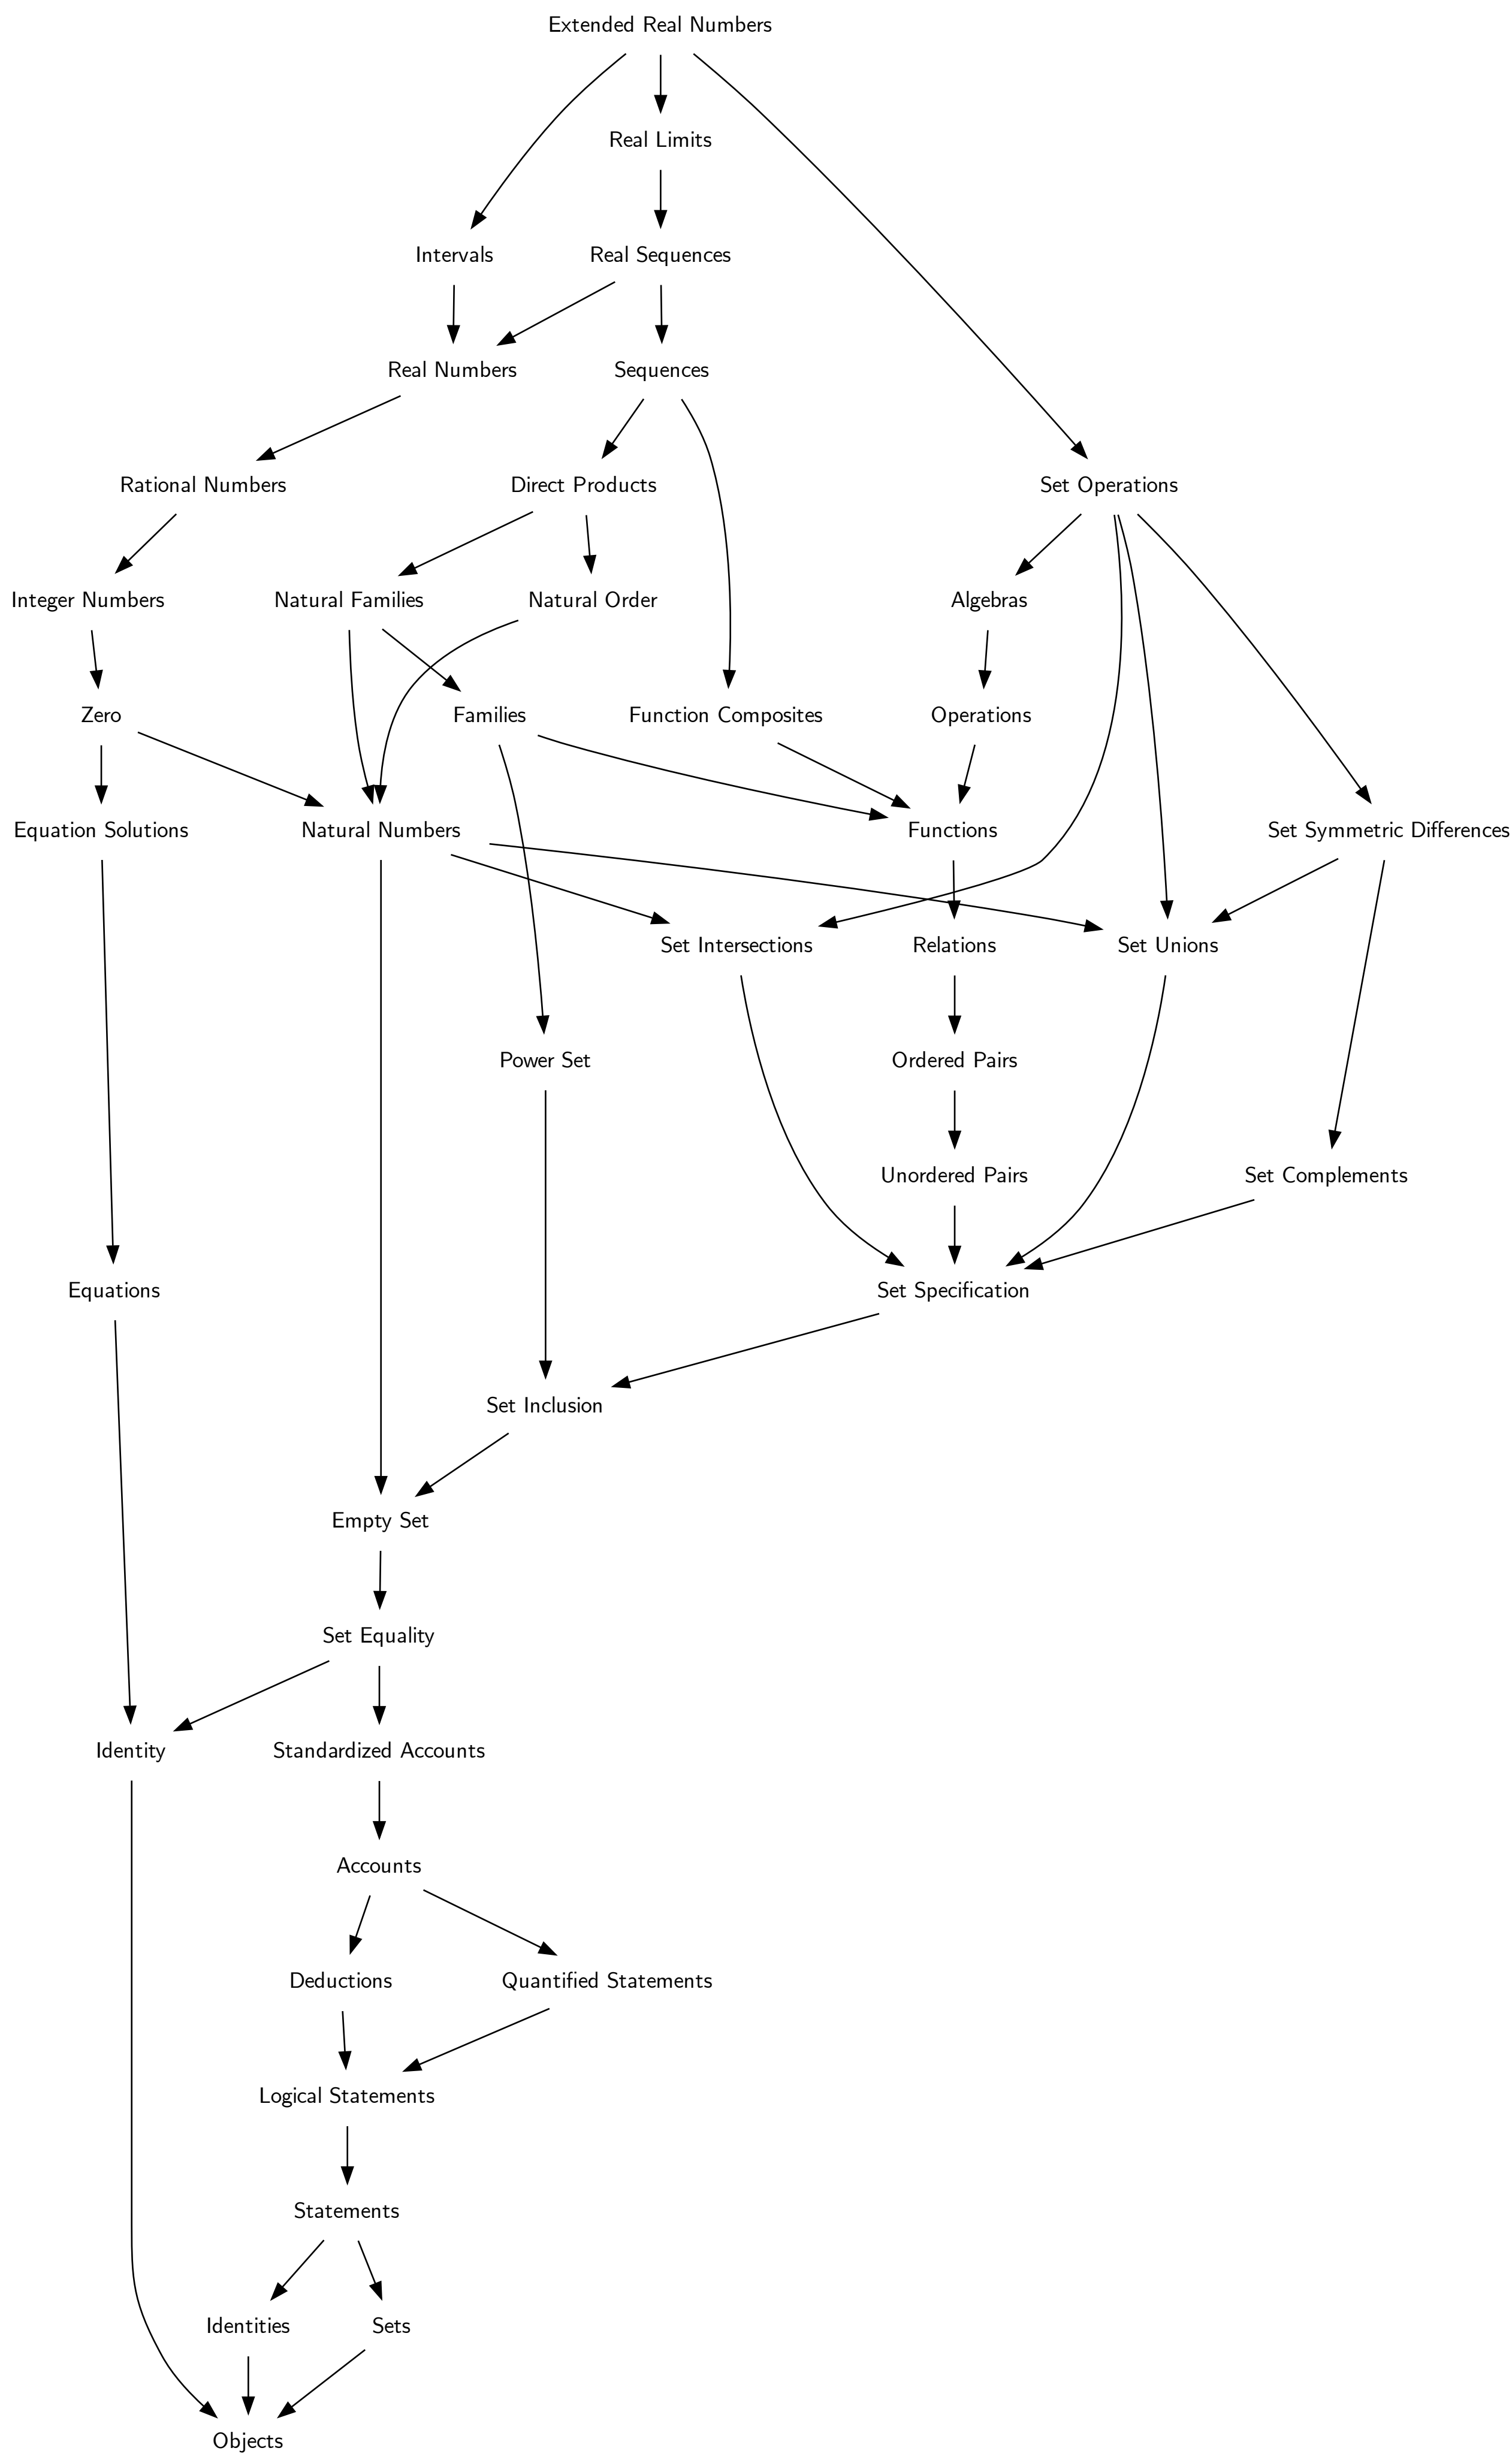 Extended Real Numbers
Real Limits
Intervals
Real Sequences
Real Numbers
Sequences
Rational Numbers
Direct Products
Set Operations
Integer Numbers
Natural Families
Natural Order
Algebras
Zero
Families
Function Composites
Operations
Equation Solutions
Natural Numbers
Functions
Set Symmetric Differences
Set Intersections
Relations
Set Unions
Power Set
Ordered Pairs
Unordered Pairs
Set Complements
Equations
Set Specification
Set Inclusion
Empty Set
Set Equality
Identity
Standardized Accounts
Accounts
Deductions
Quantified Statements
Logical Statements
Statements
Identities
Sets
Objects